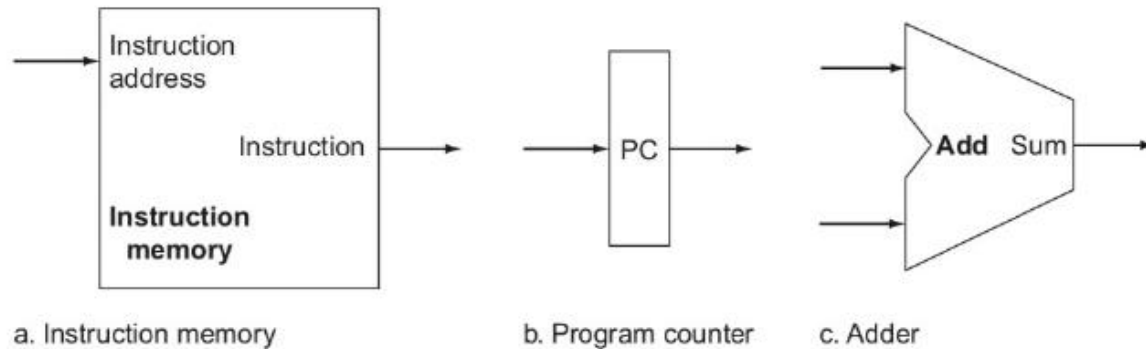 Instruction
address
Instruction
Instruction
memory
PC
Add Sum
a. Instruction memory
b. Program counter
c. Adder